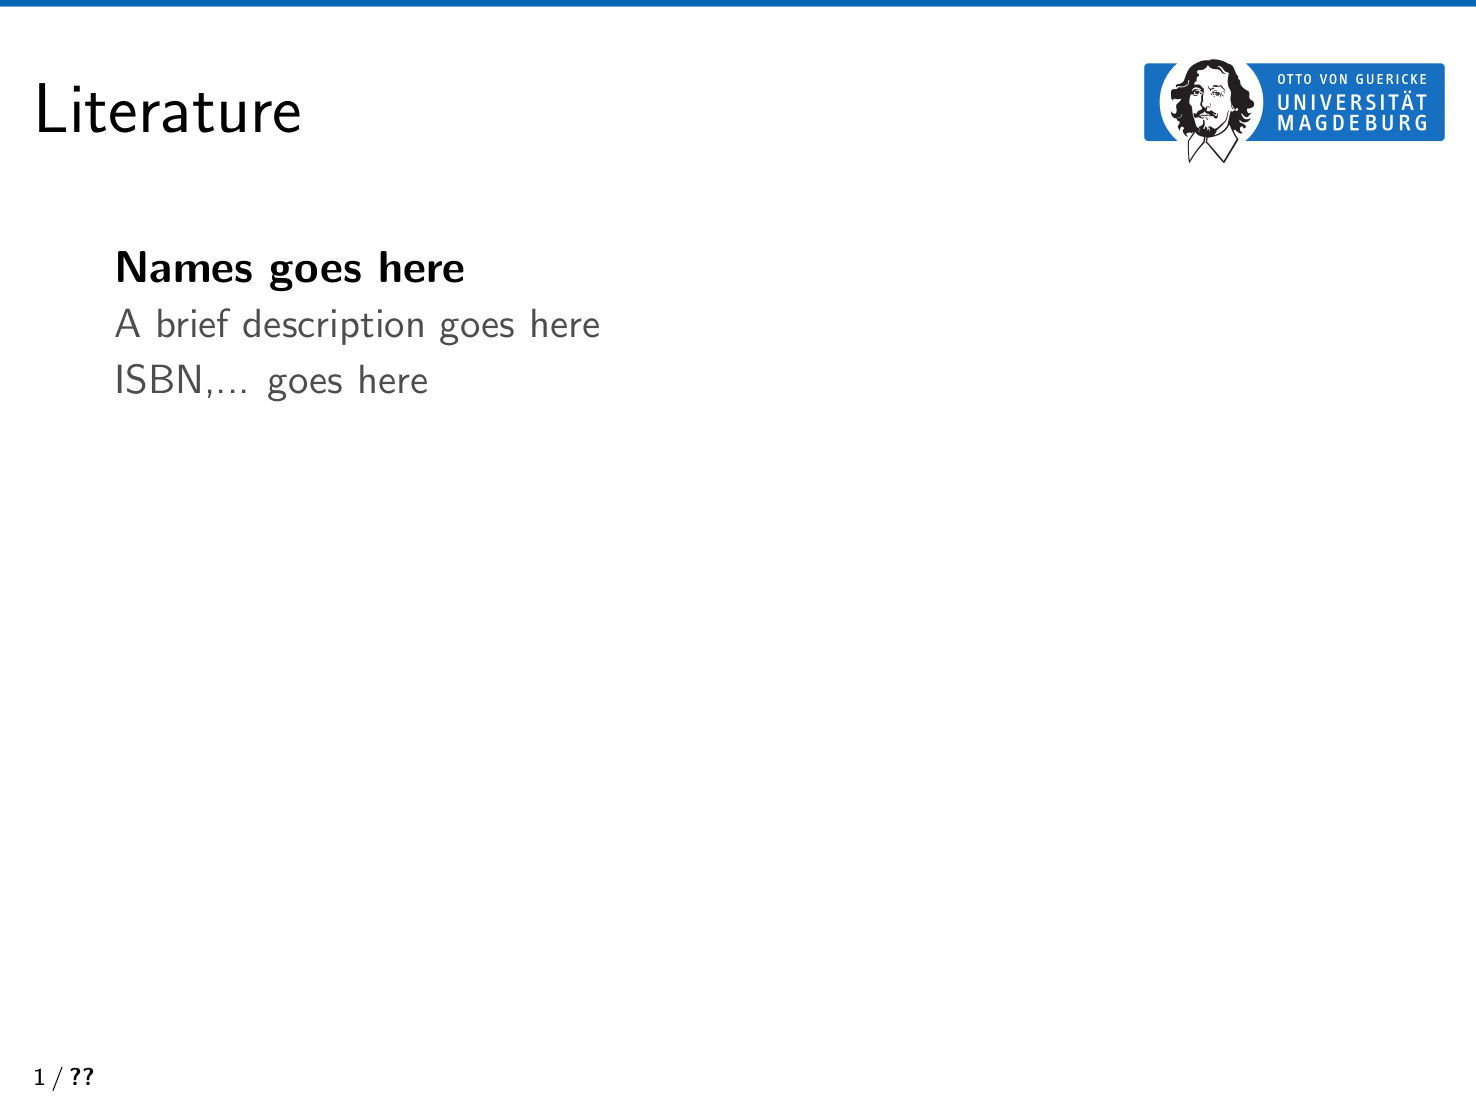 Literature
OTTO VON GUERICKE
UNIVERSITÄT
MAGDEBURG
Names goes here
A brief description goes here
ISBN,... goes here
1 / ??